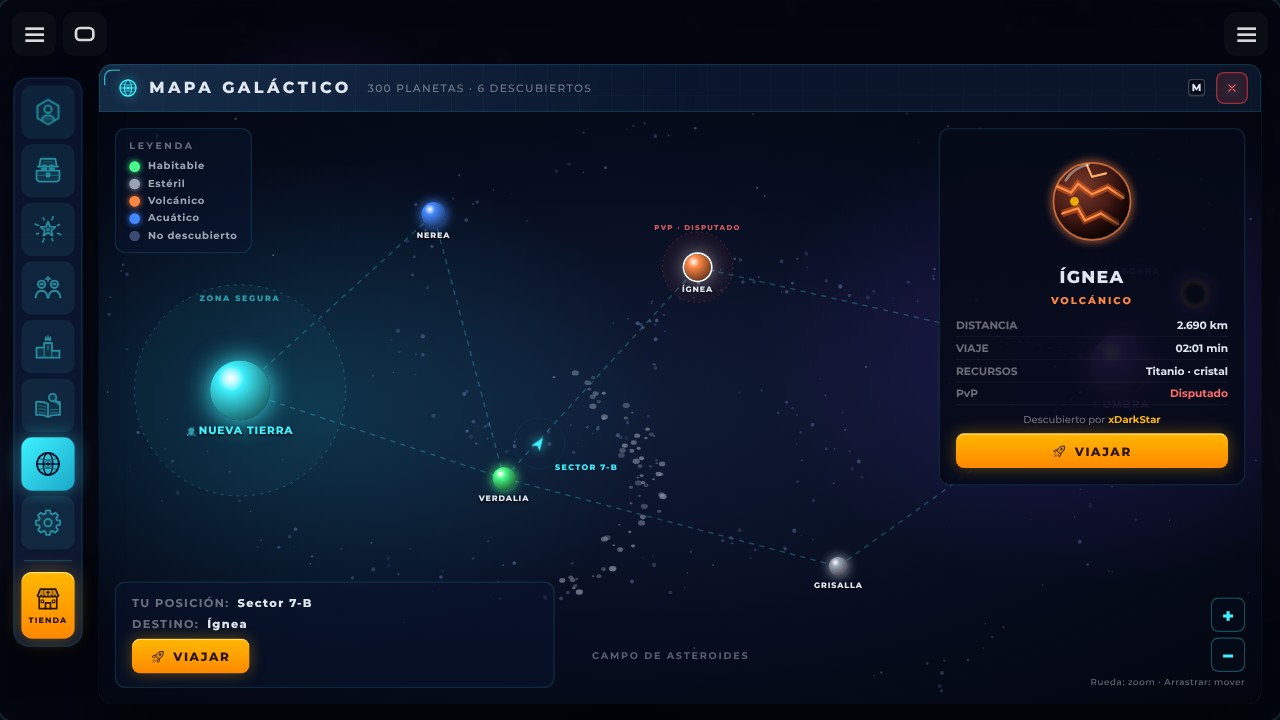 MAPA GALÁCTICO
300 PLANETAS · 6 DESCUBIERTOS
M
LEYENDA
Habitable
Estéril
Volcánico
Acuático
No descubierto
NEREA
PVP · DISPUTADO
ÍGNEA
ZONA SEGURA
NUEVA TIERRA
SECTOR 7-B
VERDALIA
GRISALLA
CAMPO DE ASTEROIDES
ÍGNEA
VOLCÁNICO
DISTANCIA 2.690 km
VIAJE 02:01 min
RECURSOS Titanio · cristal
PvP Disputado
UMBRA
Descubierto por xDarkStar
VIAJAR
TIENDA
TU POSICIÓN: Sector 7-B
DESTINO: Ígnea
VIAJAR
+
−
Rueda: zoom · Arrastrar: mover